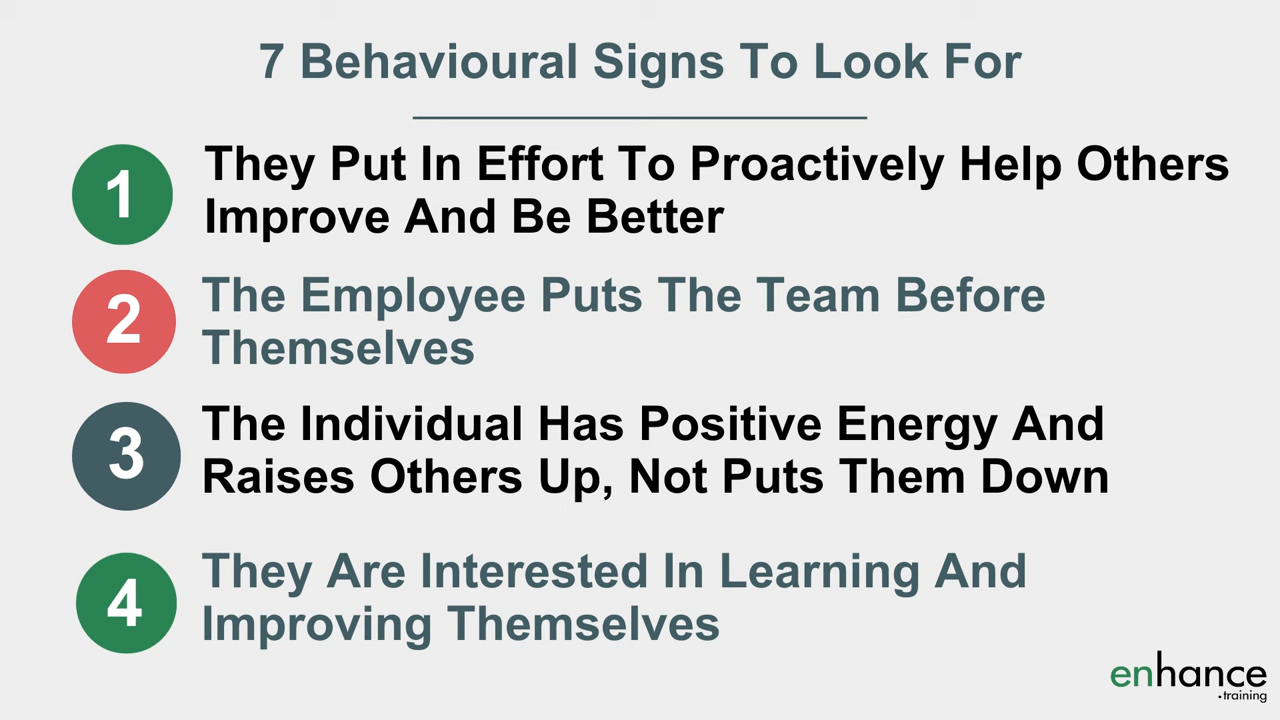 7 Behavioural Signs To Look For
1
They Put In Effort To Proactively Help Others
Improve And Be Better
2
The Employee Puts The Team Before
Themselves
3
The Individual Has Positive Energy And
Raises Others Up, Not Puts Them Down
4
They Are Interested In Learning And
Improving Themselves
enhance
.training